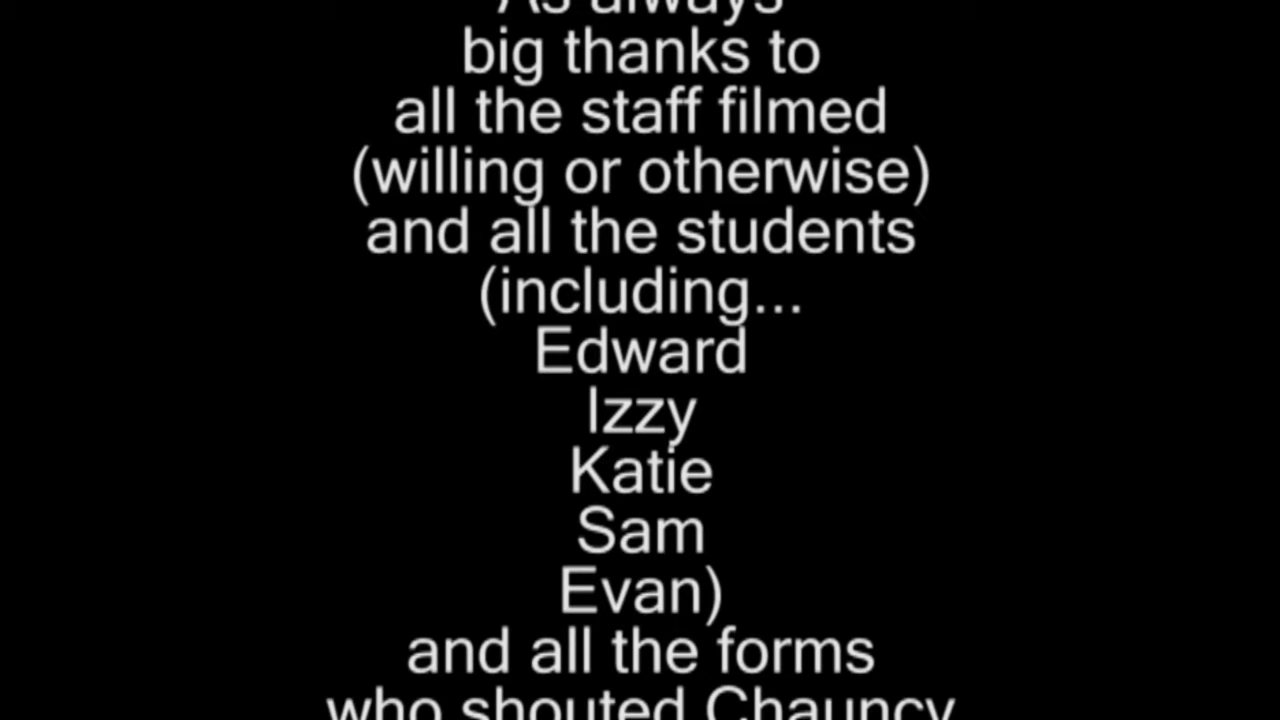 As always
big thanks to
all the staff filmed
(willing or otherwise)
and all the students
(including...
Edward
Izzy
Katie
Sam
Evan)
and all the forms
who shouted Chauncy